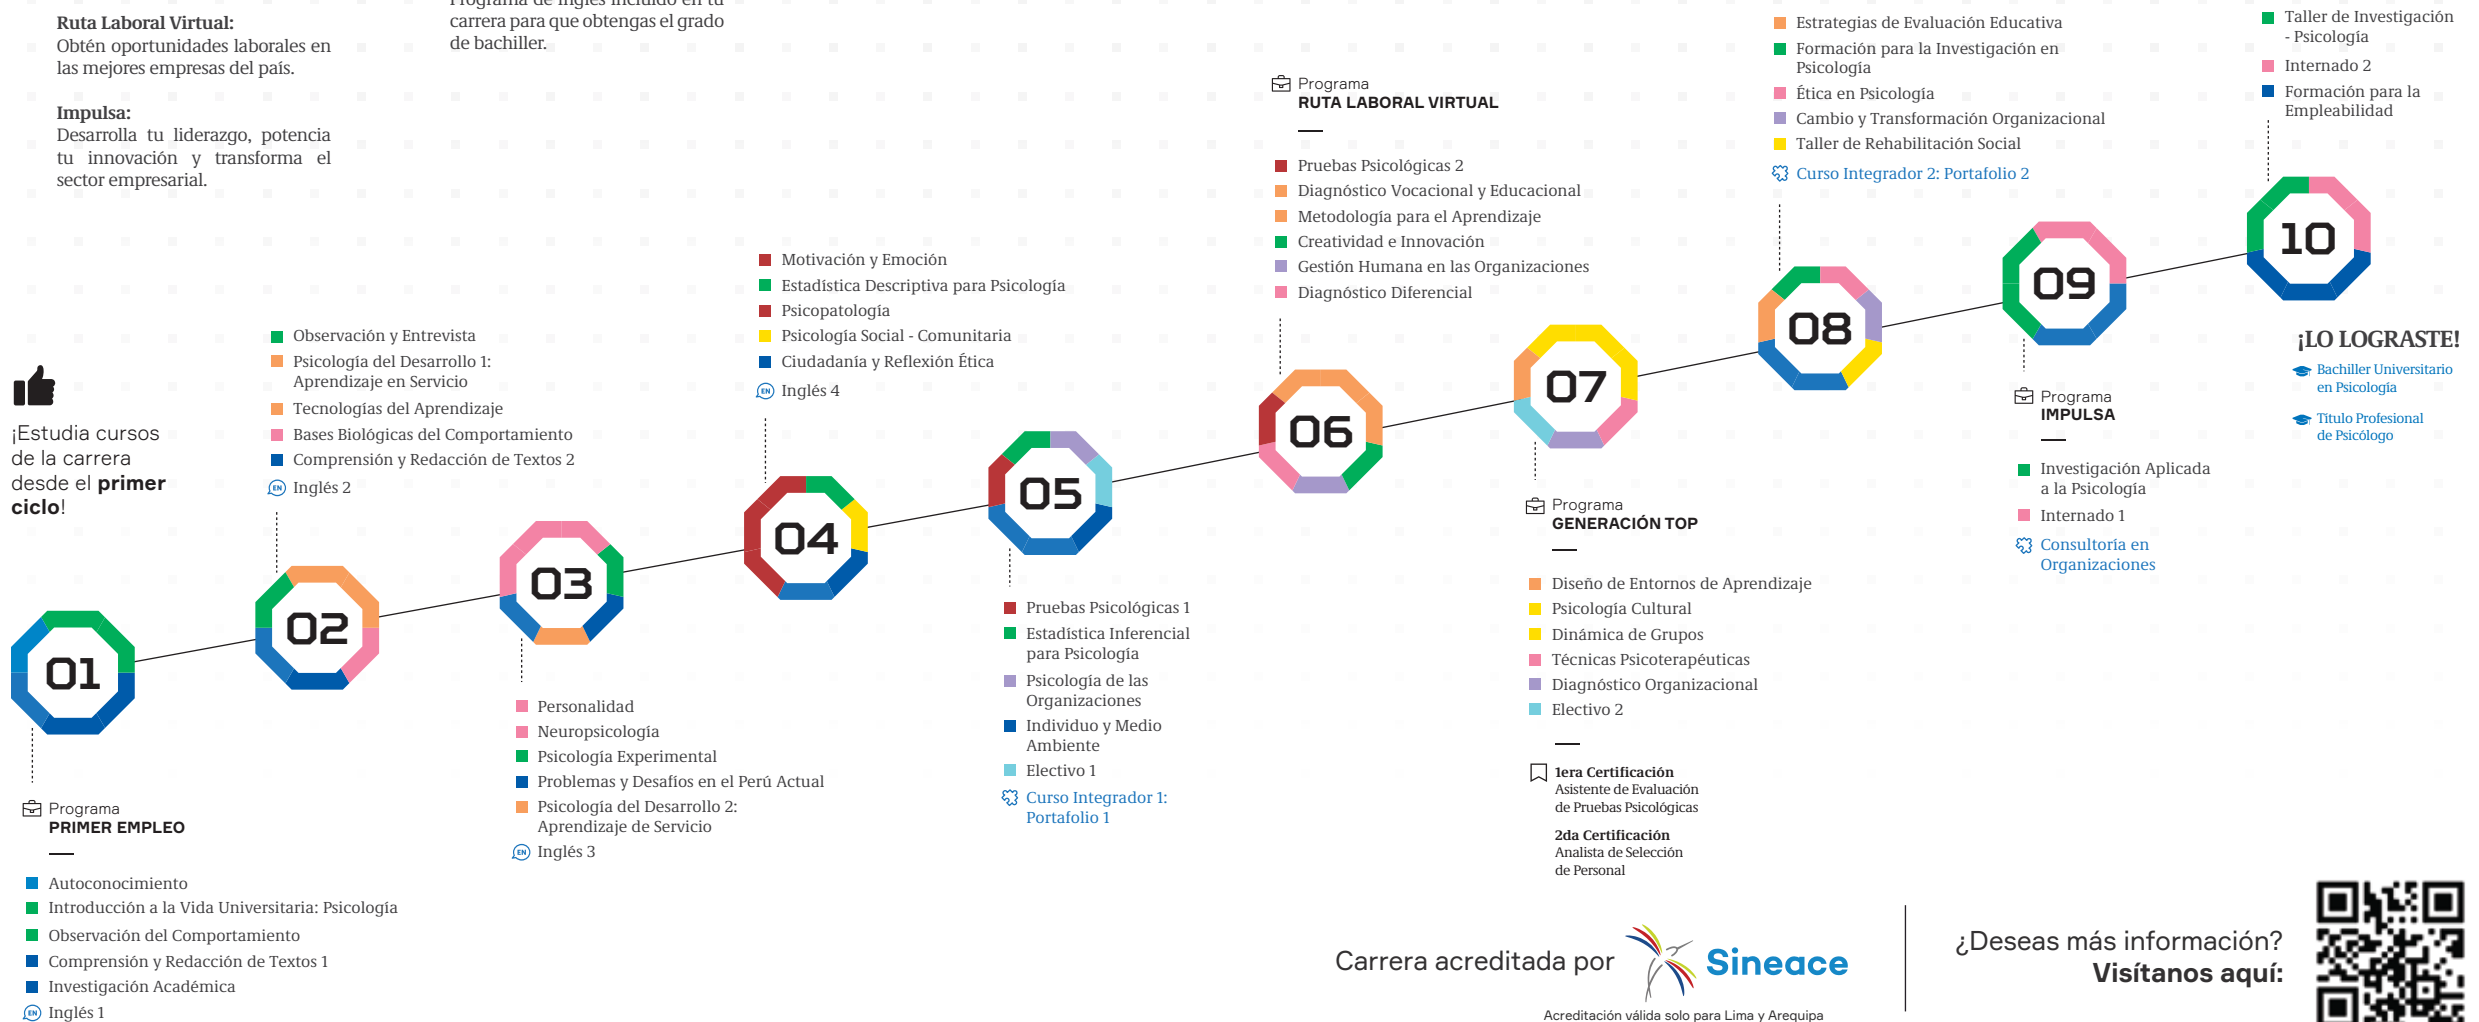 Ruta Laboral Virtual:
Obtén oportunidades laborales en
las mejores empresas del país.
Impulsa:
Desarrolla tu liderazgo, potencia
tu innovación y transforma el
sector empresarial.
Programa de inglés incluido en tu
carrera para que obtengas el grado
de bachiller.
¡Estudia cursos
de la carrera
desde el primer
ciclo!
01
Programa
PRIMER EMPLEO
Autoconocimiento
Introducción a la Vida Universitaria: Psicología
Observación del Comportamiento
Comprensión y Redacción de Textos 1
Investigación Académica
EN Inglés 1
Observación y Entrevista
Psicología del Desarrollo 1:
Aprendizaje en Servicio
Tecnologías del Aprendizaje
Bases Biológicas del Comportamiento
Comprensión y Redacción de Textos 2
EN Inglés 2
02
03
Personalidad
Neuropsicología
Psicología Experimental
Problemas y Desafíos en el Perú Actual
Psicología del Desarrollo 2:
Aprendizaje de Servicio
EN Inglés 3
Motivación y Emoción
Estadística Descriptiva para Psicología
Psicopatología
Psicología Social - Comunitaria
Ciudadanía y Reflexión Ética
EN Inglés 4
04
05
Pruebas Psicológicas 1
Estadística Inferencial
para Psicología
Psicología de las
Organizaciones
Individuo y Medio
Ambiente
Electivo 1
Curso Integrador 1:
Portafolio 1
Programa
RUTA LABORAL VIRTUAL
Pruebas Psicológicas 2
Diagnóstico Vocacional y Educacional
Metodología para el Aprendizaje
Creatividad e Innovación
Gestión Humana en las Organizaciones
Diagnóstico Diferencial
06
07
Programa
GENERACIÓN TOP
Diseño de Entornos de Aprendizaje
Psicología Cultural
Dinámica de Grupos
Técnicas Psicoterapéuticas
Diagnóstico Organizacional
Electivo 2
1era Certificación
Asistente de Evaluación
de Pruebas Psicológicas
2da Certificación
Analista de Selección
de Personal
Estrategias de Evaluación Educativa
Formación para la Investigación en
Psicología
Ética en Psicología
Cambio y Transformación Organizacional
Taller de Rehabilitación Social
Curso Integrador 2: Portafolio 2
08
09
Programa
IMPULSA
Investigación Aplicada
a la Psicología
Internado 1
Consultoría en
Organizaciones
Taller de Investigación
- Psicología
Internado 2
Formación para la
Empleabilidad
10
¡LO LOGRASTE!
Bachiller Universitario
en Psicología
Título Profesional
de Psicólogo
Carrera acreditada por
Sineace
Acreditación válida solo para Lima y Arequipa
¿Deseas más información?
Visítanos aquí: